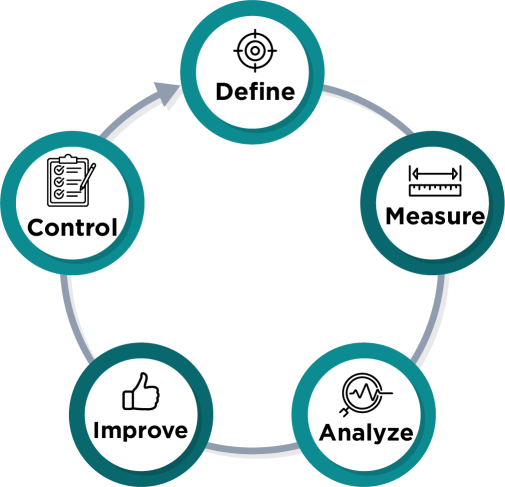 Define
Measure
Analyze
Improve
Control